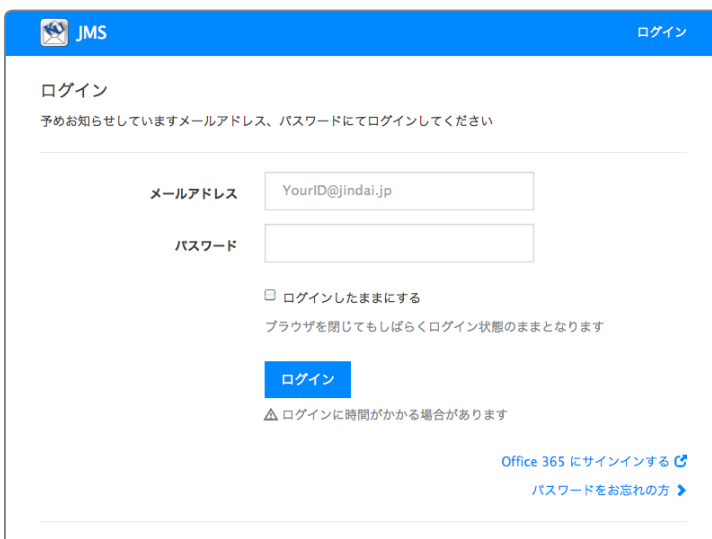 JMS
ログイン
ログイン
予めお知らせしていますメールアドレス、パスワードにてログインしてください
メールアドレス
YourID@jindai.jp
パスワード
ログインしたままにする
ブラウザを閉じてもしばらくログイン状態のままとなります
ログイン
ログインに時間がかかる場合があります
Office 365 にサインインする
パスワードをお忘れの方